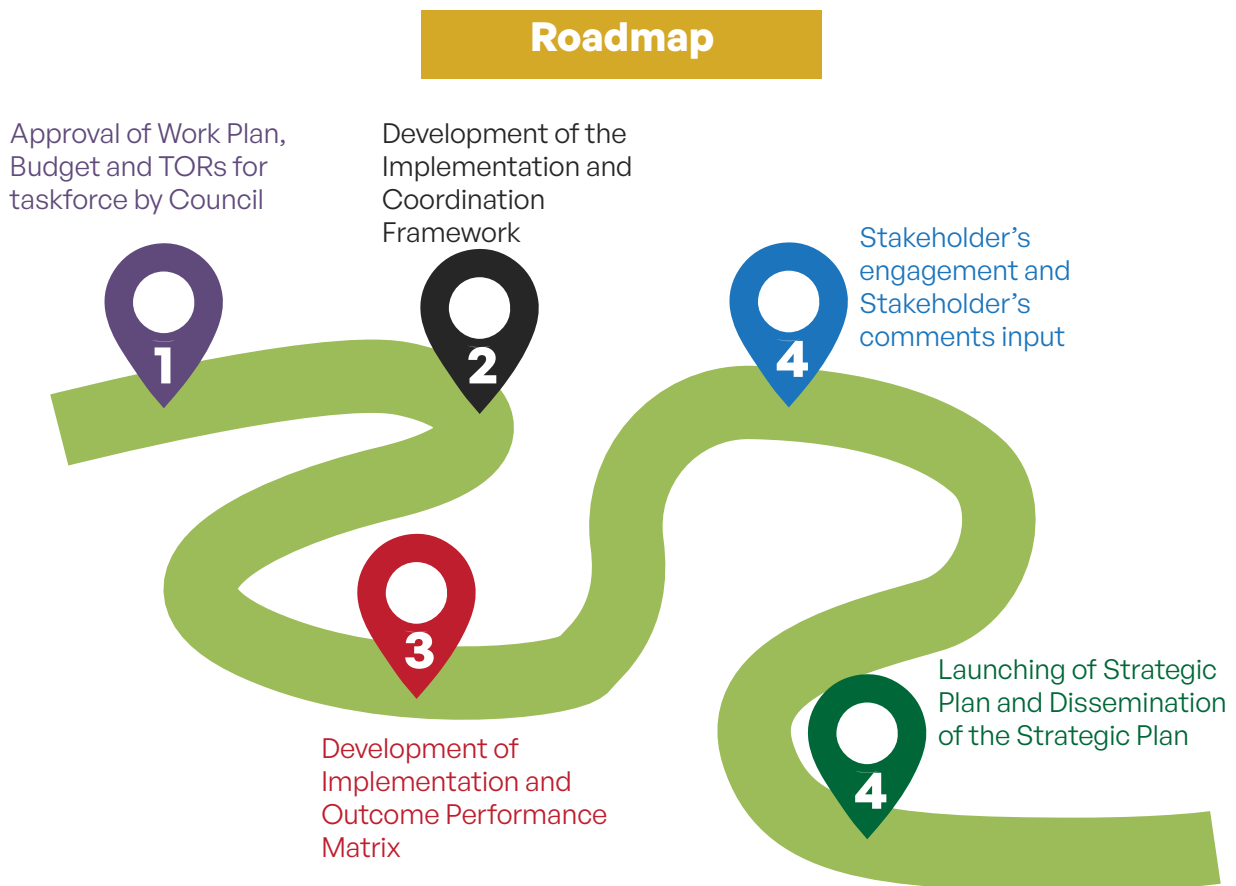 Roadmap
Approval of Work Plan,
Budget and TORs for
taskforce by Council
1
Development of the
Implementation and
Coordination
Framework
2
3
Development of
Implementation and
Outcome Performance
Matrix
4
Stakeholder’s
engagement and
Stakeholder’s
comments input
4
Launching of Strategic
Plan and Dissemination
of the Strategic Plan